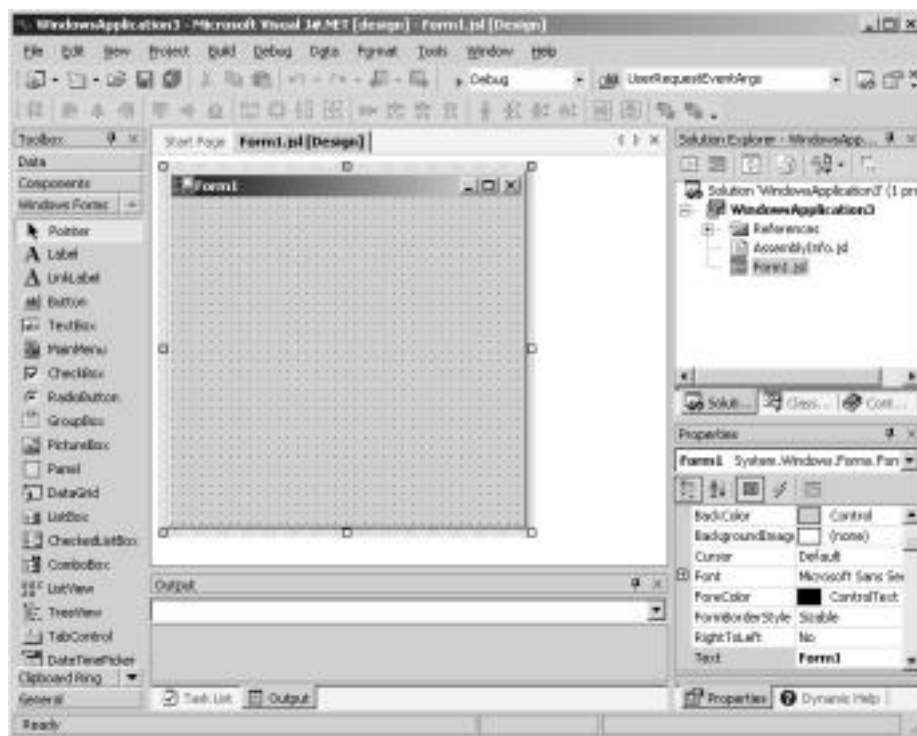 WindowsApplication3 - Microsoft Visual J#.NET [design] - Form1.jsl [Design]
File Edit View Project Build Debug Data Format Tools Window Help
Debug UserRequestEventArgs
Toolbox
Data
Components
Windows Forms
Pointer
Label
LinkLabel
Button
TextBox
MainMenu
CheckBox
RadioButton
GroupBox
PictureBox
Panel
DataGrid
ListBox
CheckedListBox
ComboBox
ListView
TreeView
TabControl
DateTimePicker
Clipboard Ring
General
Start Page Form1.jsl [Design]
Form1
Output
Task List Output
Solution Explorer - WindowsApp...
Solution 'WindowsApplication3' (1 pr
WindowsApplication3
References
AssemblyInfo.jsl
Form1.jsl
Soluti... Class... Cont...
Properties
Form1 System.Windows.Forms.For
BackColor Control
BackgroundImag (none)
Cursor Default
Font Microsoft Sans Ser
ForeColor ControlText
FormBorderStyle Sizable
RightToLeft No
Text Form1
Properties Dynamic Help
Ready